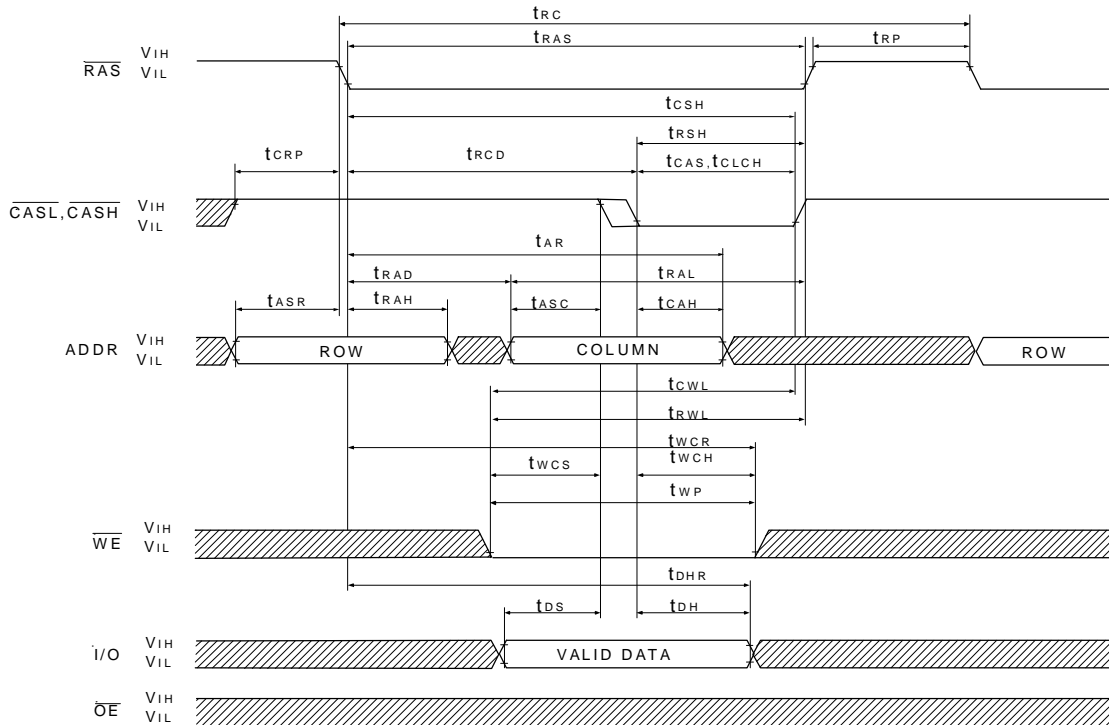 tRC
tRAS tRP
RAS VIH
VIL
tCSH
tRSH
tCRP tRCD tCAS,tCLCH
CASL,CASH VIH
VIL
tAR
tRAD tRAL
tASR tRAH tASC tCAH
ADDR VIH
VIL
ROW COLUMN ROW
tCWL
tRWL
tWCR
tWCS tWCH
tWP
WE VIH
VIL
tDHR
tDS tDH
I/O VIH
VIL
VALID DATA
OE VIH
VIL